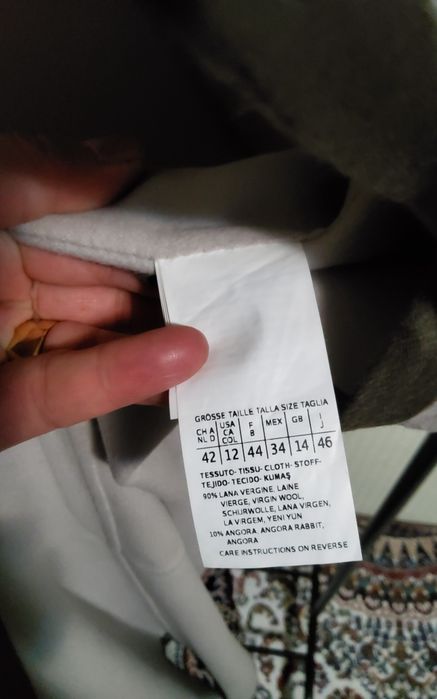 GRÖSSE TAILLE TALLA SIZE TAGLIA
CH A NL D USA CA COL F B MEX GB I J
42 12 44 34 14 46
TESSUTO- TISSU- CLOTH- STOFF-
TEJIDO- TECIDO- KUMAŞ
90% LANA VERGINE, LAINE
VIERGE, VIRGIN WOOL,
SCHURWOLLE, LANA VIRGEN,
LA VIRGEM, YENI YUN
10% ANGORA, ANGORA RABBIT,
ANGORA
CARE INSTRUCTIONS ON REVERSE